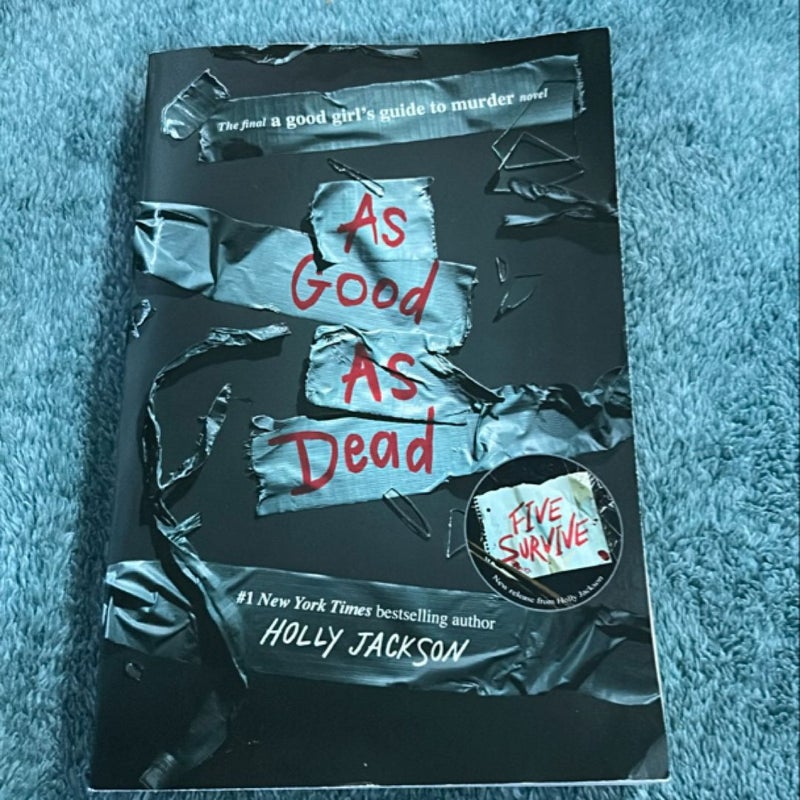 The final a good girl's guide to murder novel
As
Good
As
Dead
FIVE
SURVIVE
New release from Holly Jackson
#1 New York Times bestselling author
HOLLY JACKSON